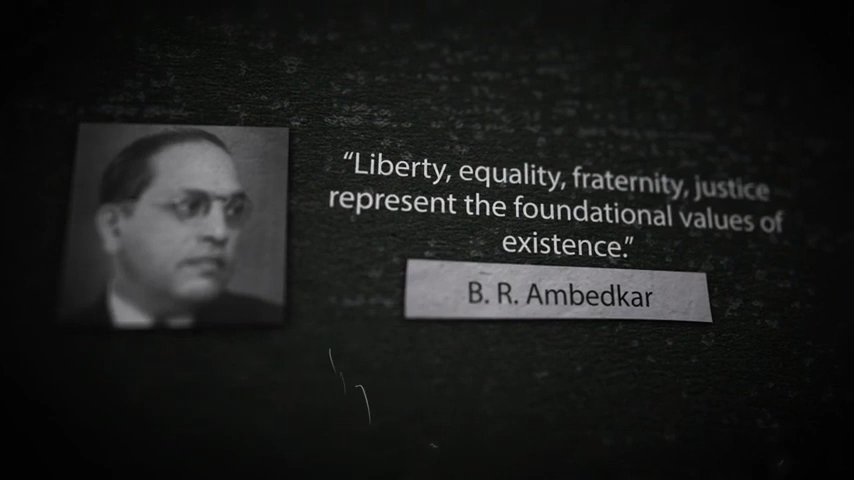 “Liberty, equality, fraternity, justice
represent the foundational values of
existence.”
B. R. Ambedkar